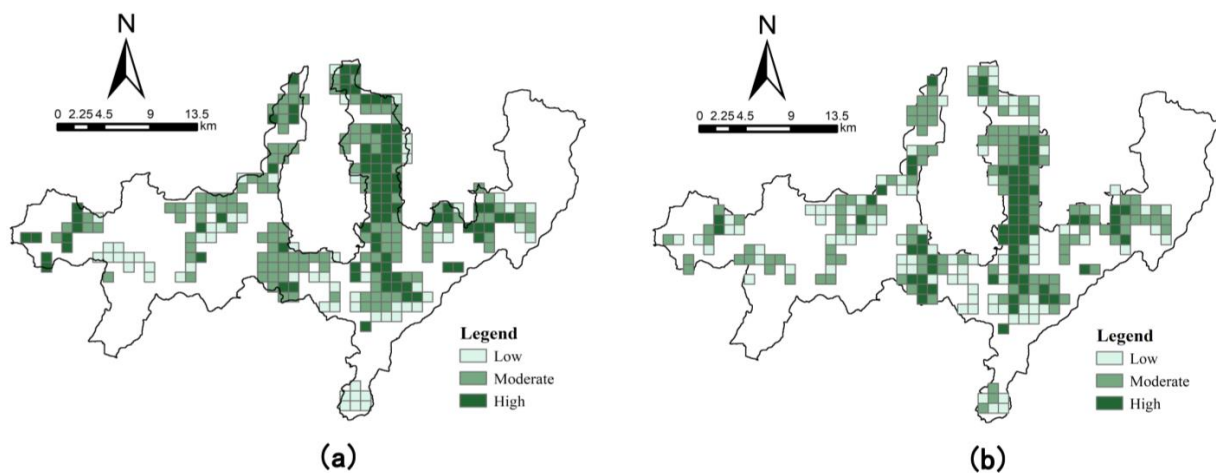 N
0 2.25 4.5 9 13.5
km
Legend
Low
Moderate
High
(a)
N
0 2.25 4.5 9 13.5
km
Legend
Low
Moderate
High
(b)